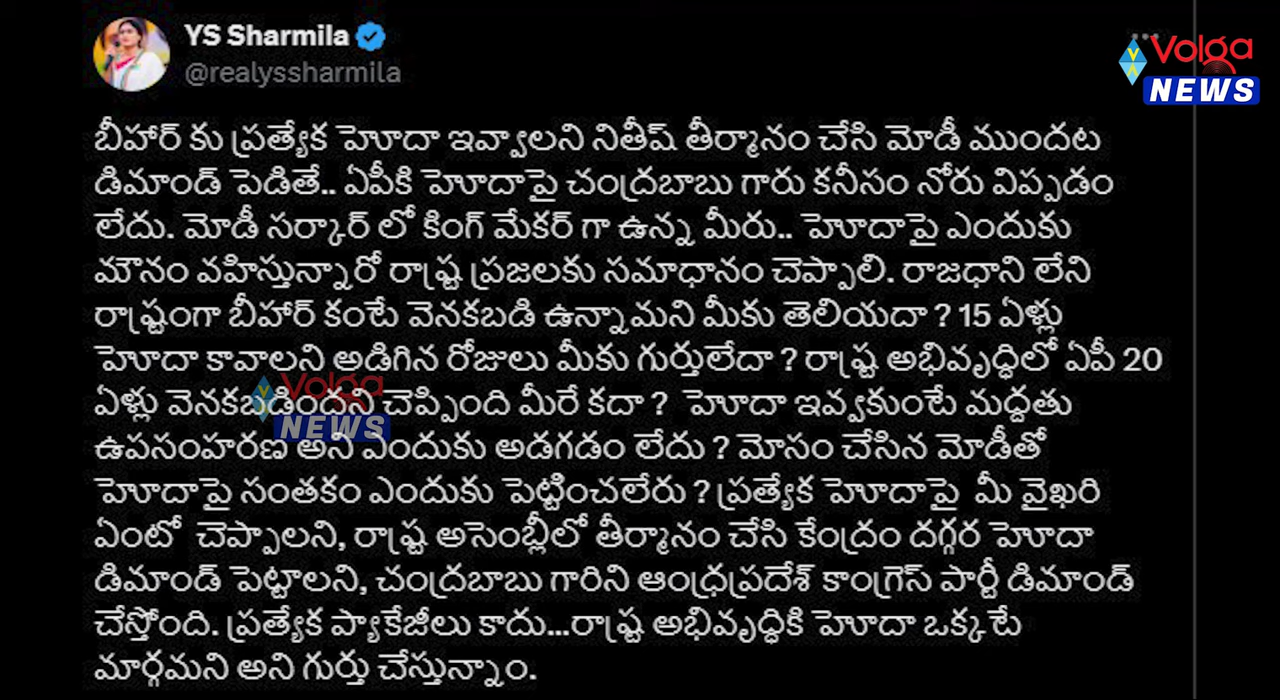 YS Sharmila
@realyssharmila
Volga
NEWS
బీహార్ కు ప్రత్యేక హెూదా ఇవ్వాలని నితీష్ తీర్మానం చేసి మోడీ ముందట
డిమాండ్ పెడితే.. ఏపీకి హెూదాపై చంద్రబాబు గారు కనీసం నోరు విప్పడం
లేదు. మోడీ సర్కార్ లో కింగ్ మేకర్ గా ఉన్న మీరు.. హెూదాపై ఎందుకు
మౌనం వహిస్తున్నారో రాష్ట్ర ప్రజలకు సమాధానం చెప్పాలి. రాజధాని లేని
రాష్ట్రంగా బీహార్ కంటే వెనకబడి ఉన్నామని మీకు తెలియదా ? 15 ఏళ్లు
హెూదా కావాలని అడిగిన రోజులు మీకు గుర్తులేదా ? రాష్ట్ర అభివృద్ధిలో ఏపీ 20
ఏళ్లు వెనకబడిందని చెప్పింది మీరే కదా ? హెూదా ఇవ్వకుంటే మద్దతు
ఉపసంహరణ అని ఎందుకు అడగడం లేదు ? మోసం చేసిన మోడీతో
హెూదాపై సంతకం ఎందుకు పెట్టించలేరు ? ప్రత్యేక హెూదాపై మీ వైఖరి
ఏంటో చెప్పాలని, రాష్ట్ర అసెంబ్లీలో తీర్మానం చేసి కేంద్రం దగ్గర హెూదా
డిమాండ్ పెట్టాలని, చంద్రబాబు గారిని ఆంధ్రప్రదేశ్ కాంగ్రెస్ పార్టీ డిమాండ్
చేస్తోంది. ప్రత్యేక ప్యాకేజీలు కాదు...రాష్ట్ర అభివృద్ధికి హెూదా ఒక్కటే
మార్గమని అని గుర్తు చేస్తున్నాం.
Volga
NEWS